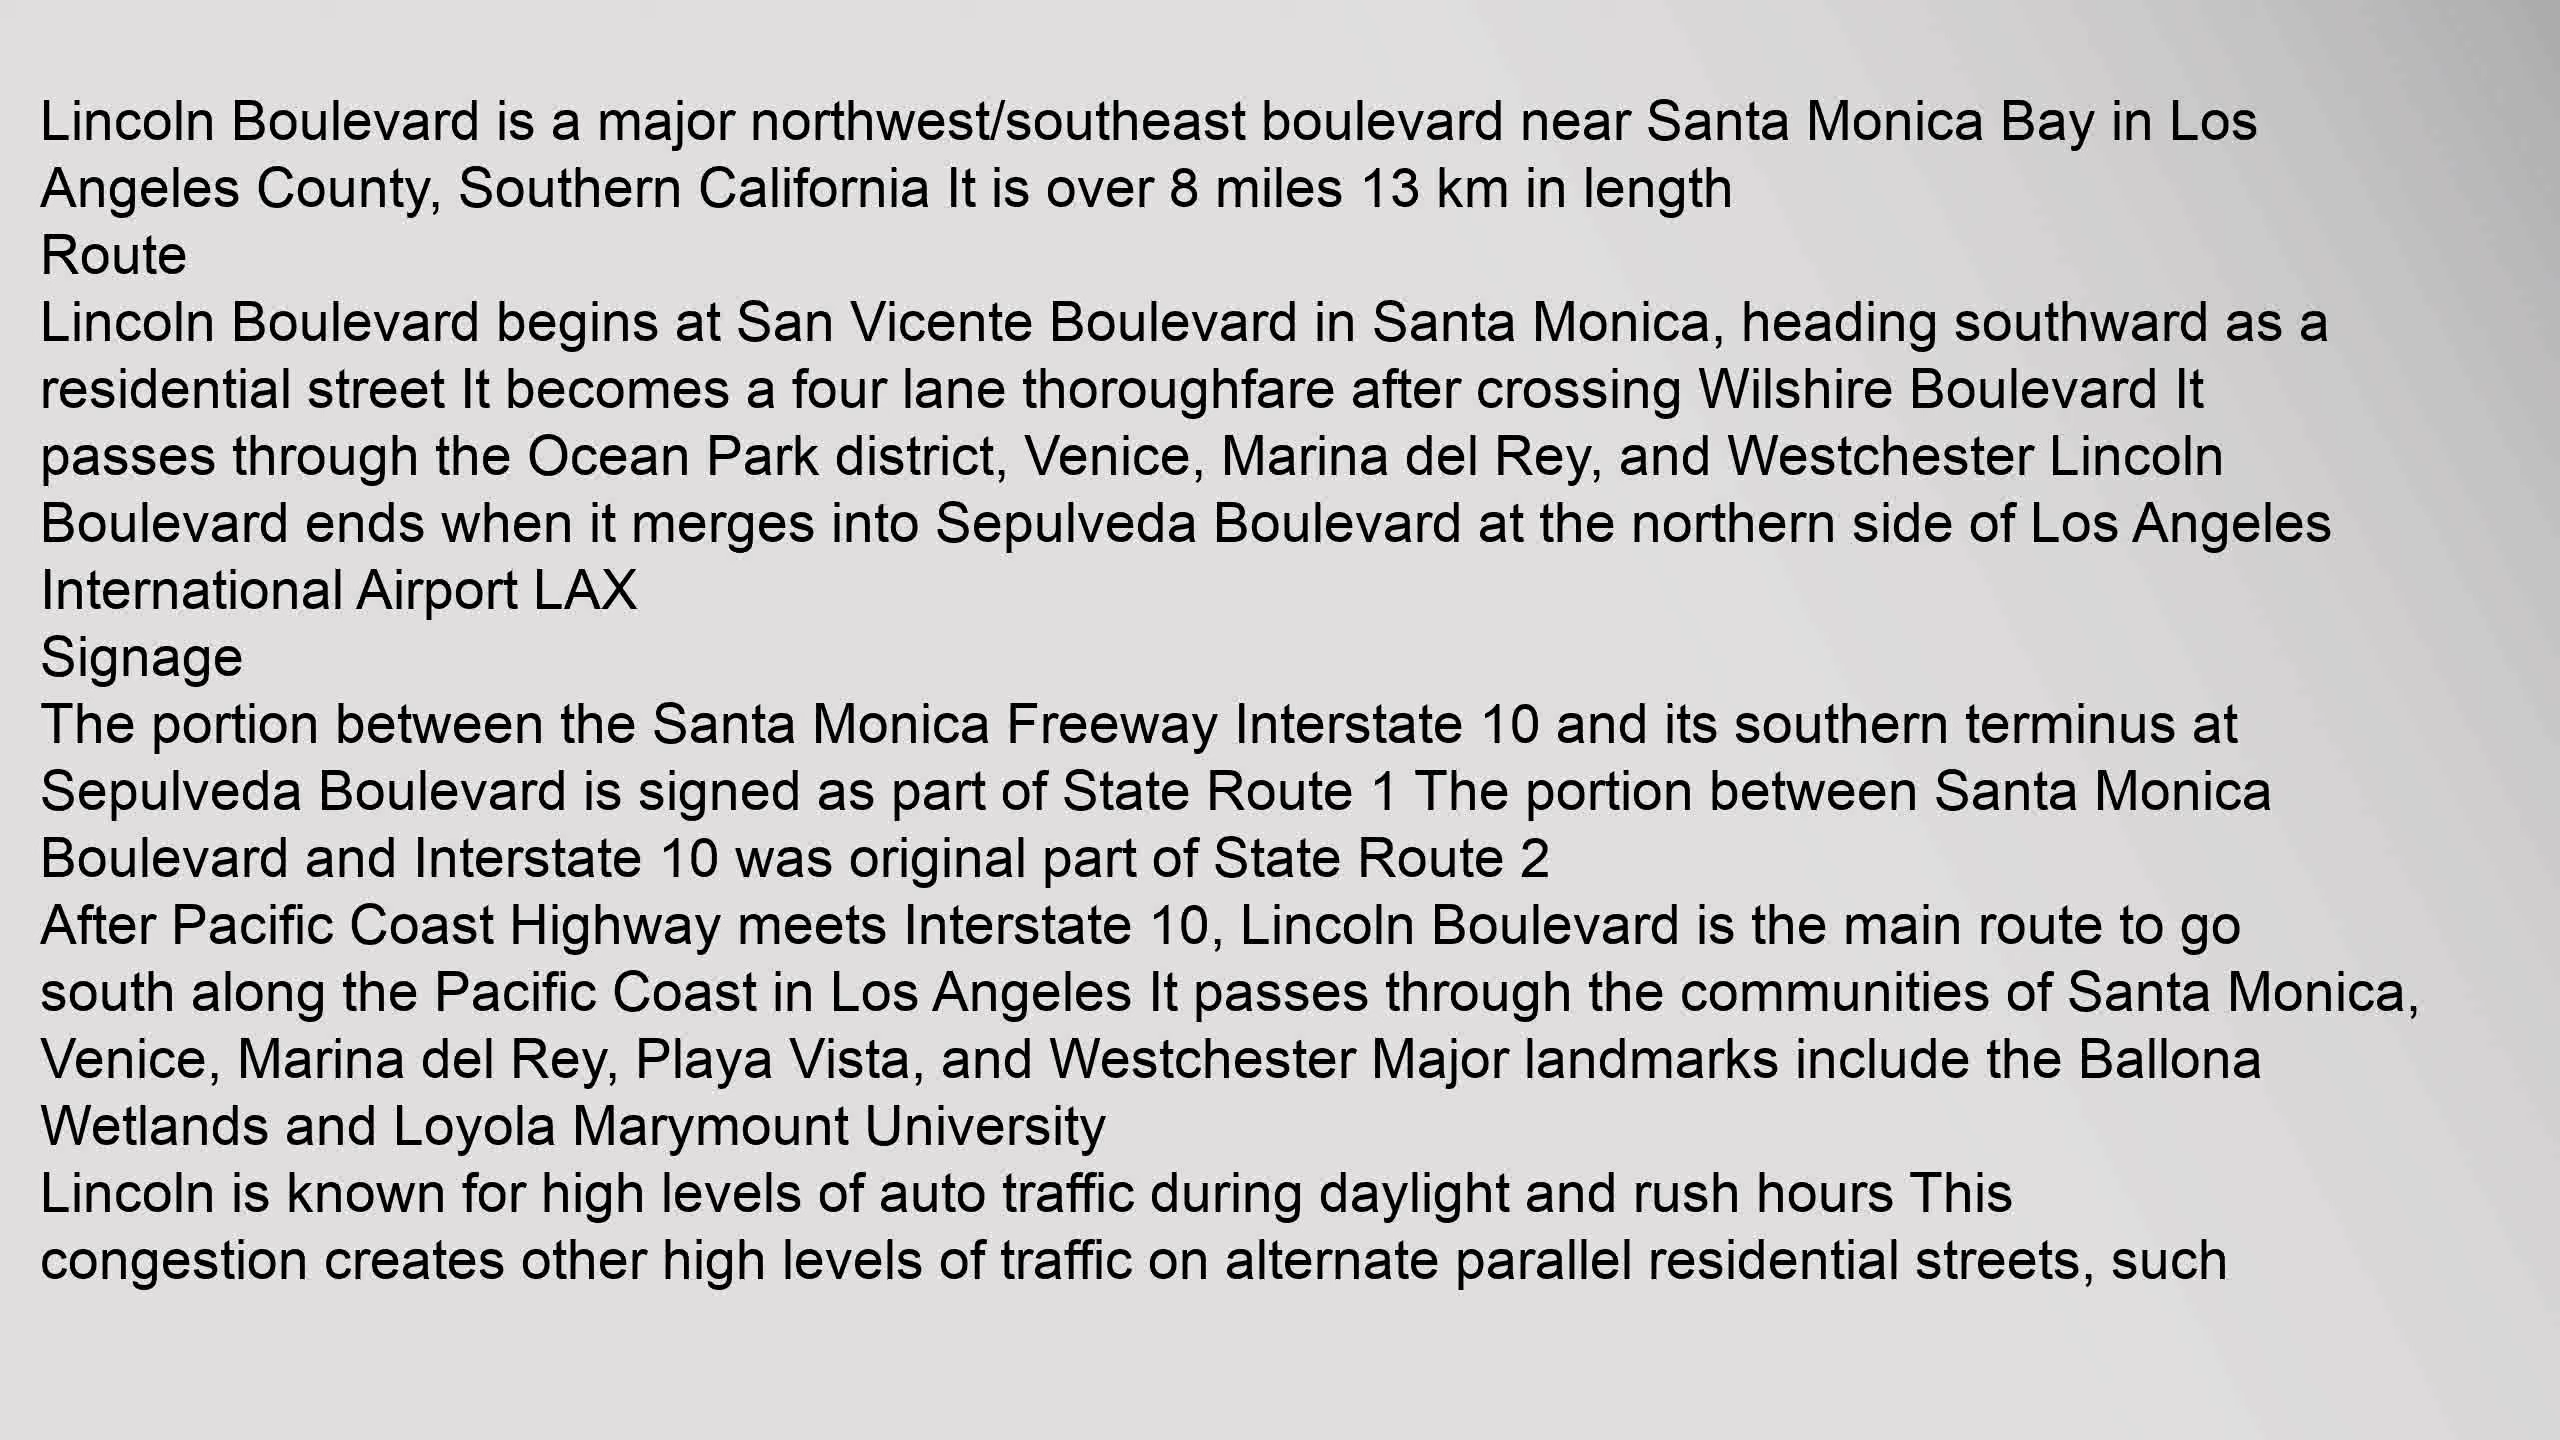 Lincoln Boulevard is a major northwest/southeast boulevard near Santa Monica Bay in Los
Angeles County, Southern California It is over 8 miles 13 km in length
Route
Lincoln Boulevard begins at San Vicente Boulevard in Santa Monica, heading southward as a
residential street It becomes a four lane thoroughfare after crossing Wilshire Boulevard It
passes through the Ocean Park district, Venice, Marina del Rey, and Westchester Lincoln
Boulevard ends when it merges into Sepulveda Boulevard at the northern side of Los Angeles
International Airport LAX
Signage
The portion between the Santa Monica Freeway Interstate 10 and its southern terminus at
Sepulveda Boulevard is signed as part of State Route 1 The portion between Santa Monica
Boulevard and Interstate 10 was original part of State Route 2
After Pacific Coast Highway meets Interstate 10, Lincoln Boulevard is the main route to go
south along the Pacific Coast in Los Angeles It passes through the communities of Santa Monica,
Venice, Marina del Rey, Playa Vista, and Westchester Major landmarks include the Ballona
Wetlands and Loyola Marymount University
Lincoln is known for high levels of auto traffic during daylight and rush hours This
congestion creates other high levels of traffic on alternate parallel residential streets, such